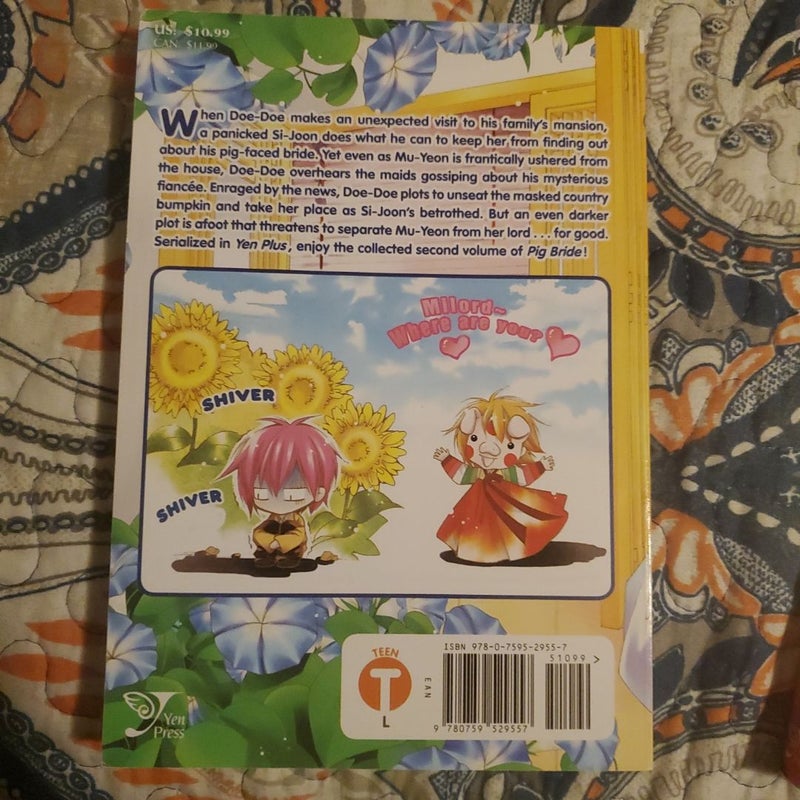 US: $10.99
CAN: $11.99
When Doe-Doe makes an unexpected visit to his family's mansion,
a panicked Si-Joon does what he can to keep her from finding out
about his pig-faced bride. Yet even as Mu-Yeon is frantically ushered from
the house, Doe-Doe overhears the maids gossiping about his mysterious
fiancée. Enraged by the news, Doe-Doe plots to unseat the masked country
bumpkin and take her place as Si-Joon's betrothed. But an even darker
plot is afoot that threatens to separate Mu-Yeon from her lord . . . for good.
Serialized in Yen Plus, enjoy the collected second volume of Pig Bride!
Milord~
Where are you?
SHIVER
SHIVER
TEEN
T
L
EAN
ISBN 978-0-7595-2955-7
51099 >
9 780759 529557
Yen
Press